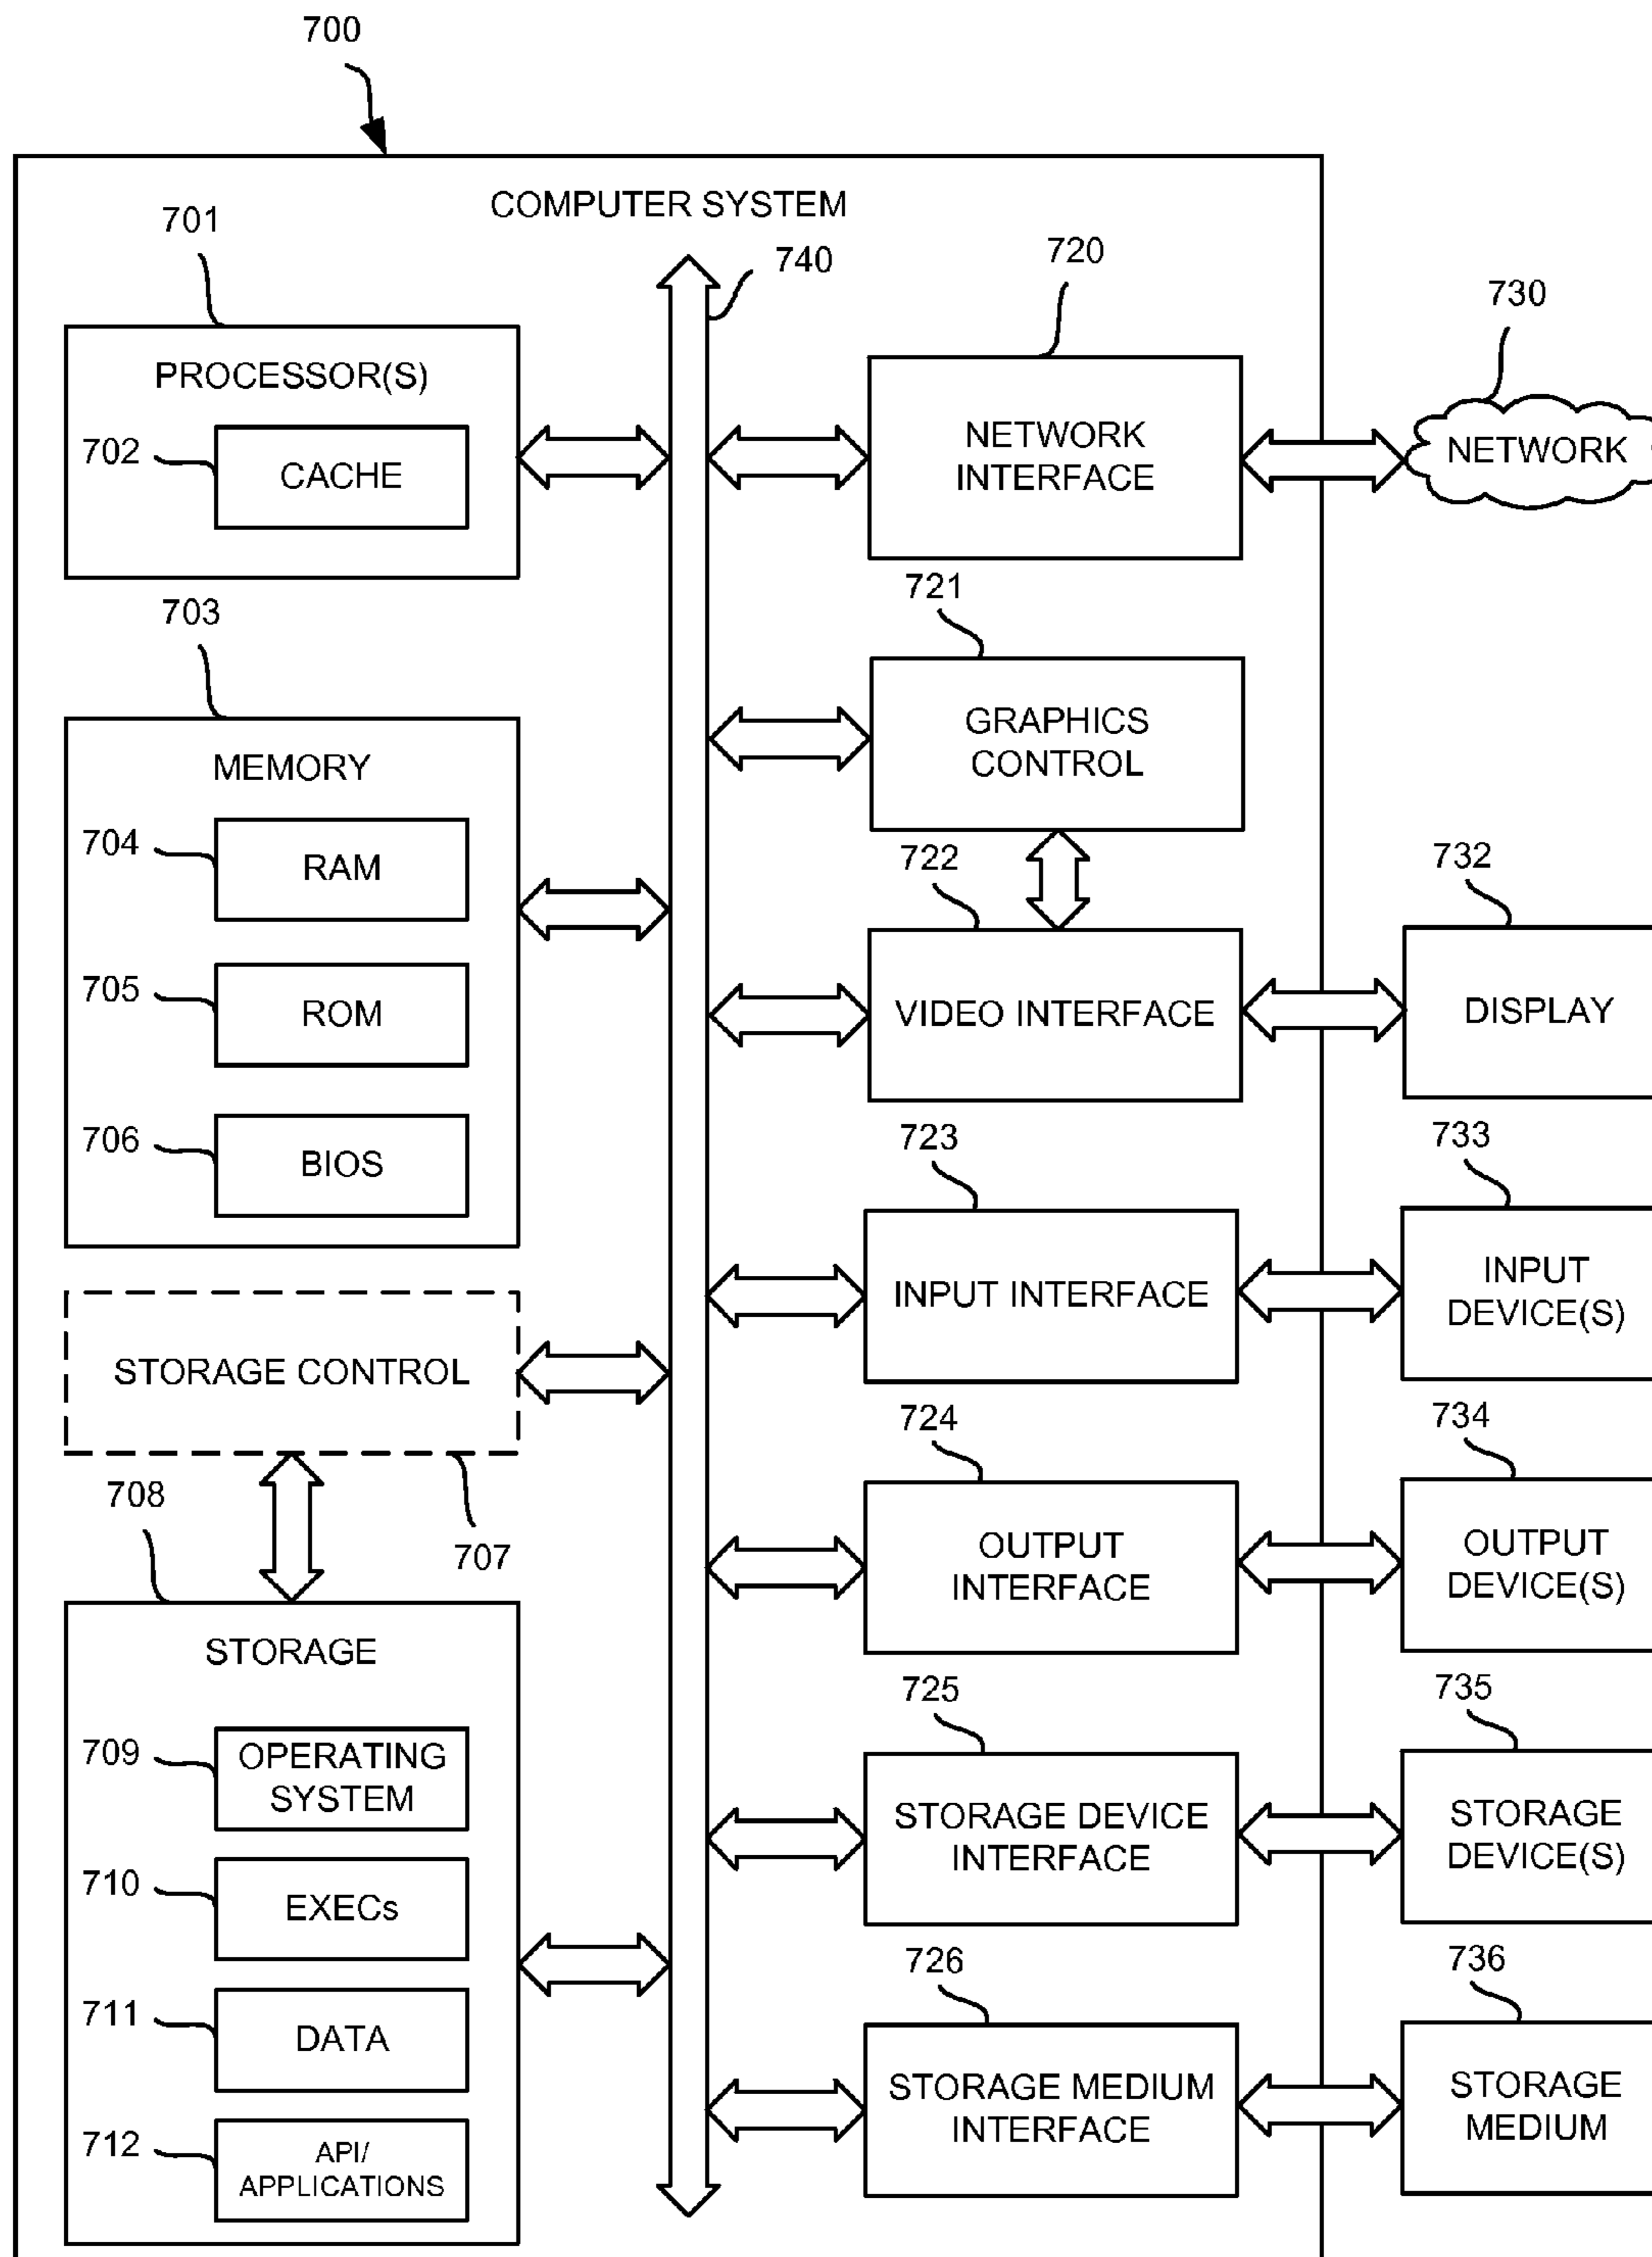 700
COMPUTER SYSTEM
701
740
720
730
PROCESSOR(S)
702
CACHE
NETWORK
INTERFACE
NETWORK
703
721
MEMORY
GRAPHICS
CONTROL
704
RAM
722
732
705
ROM
VIDEO INTERFACE
DISPLAY
706
BIOS
723
733
INPUT INTERFACE
INPUT
DEVICE(S)
STORAGE CONTROL
707
724
734
OUTPUT
INTERFACE
OUTPUT
DEVICE(S)
708
STORAGE
725
735
709
OPERATING
SYSTEM
STORAGE DEVICE
INTERFACE
STORAGE
DEVICE(S)
710
EXECs
726
736
711
DATA
STORAGE MEDIUM
INTERFACE
STORAGE
MEDIUM
712
API/
APPLICATIONS